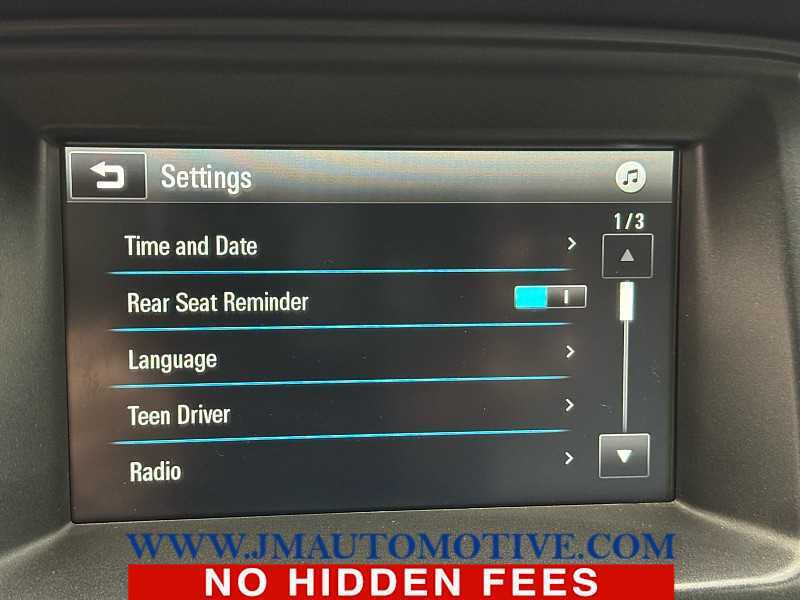 Settings
1/3
Time and Date
Rear Seat Reminder
Language
Teen Driver
Radio
WWW.JMAUTOMOTIVE.COM
NO HIDDEN FEES